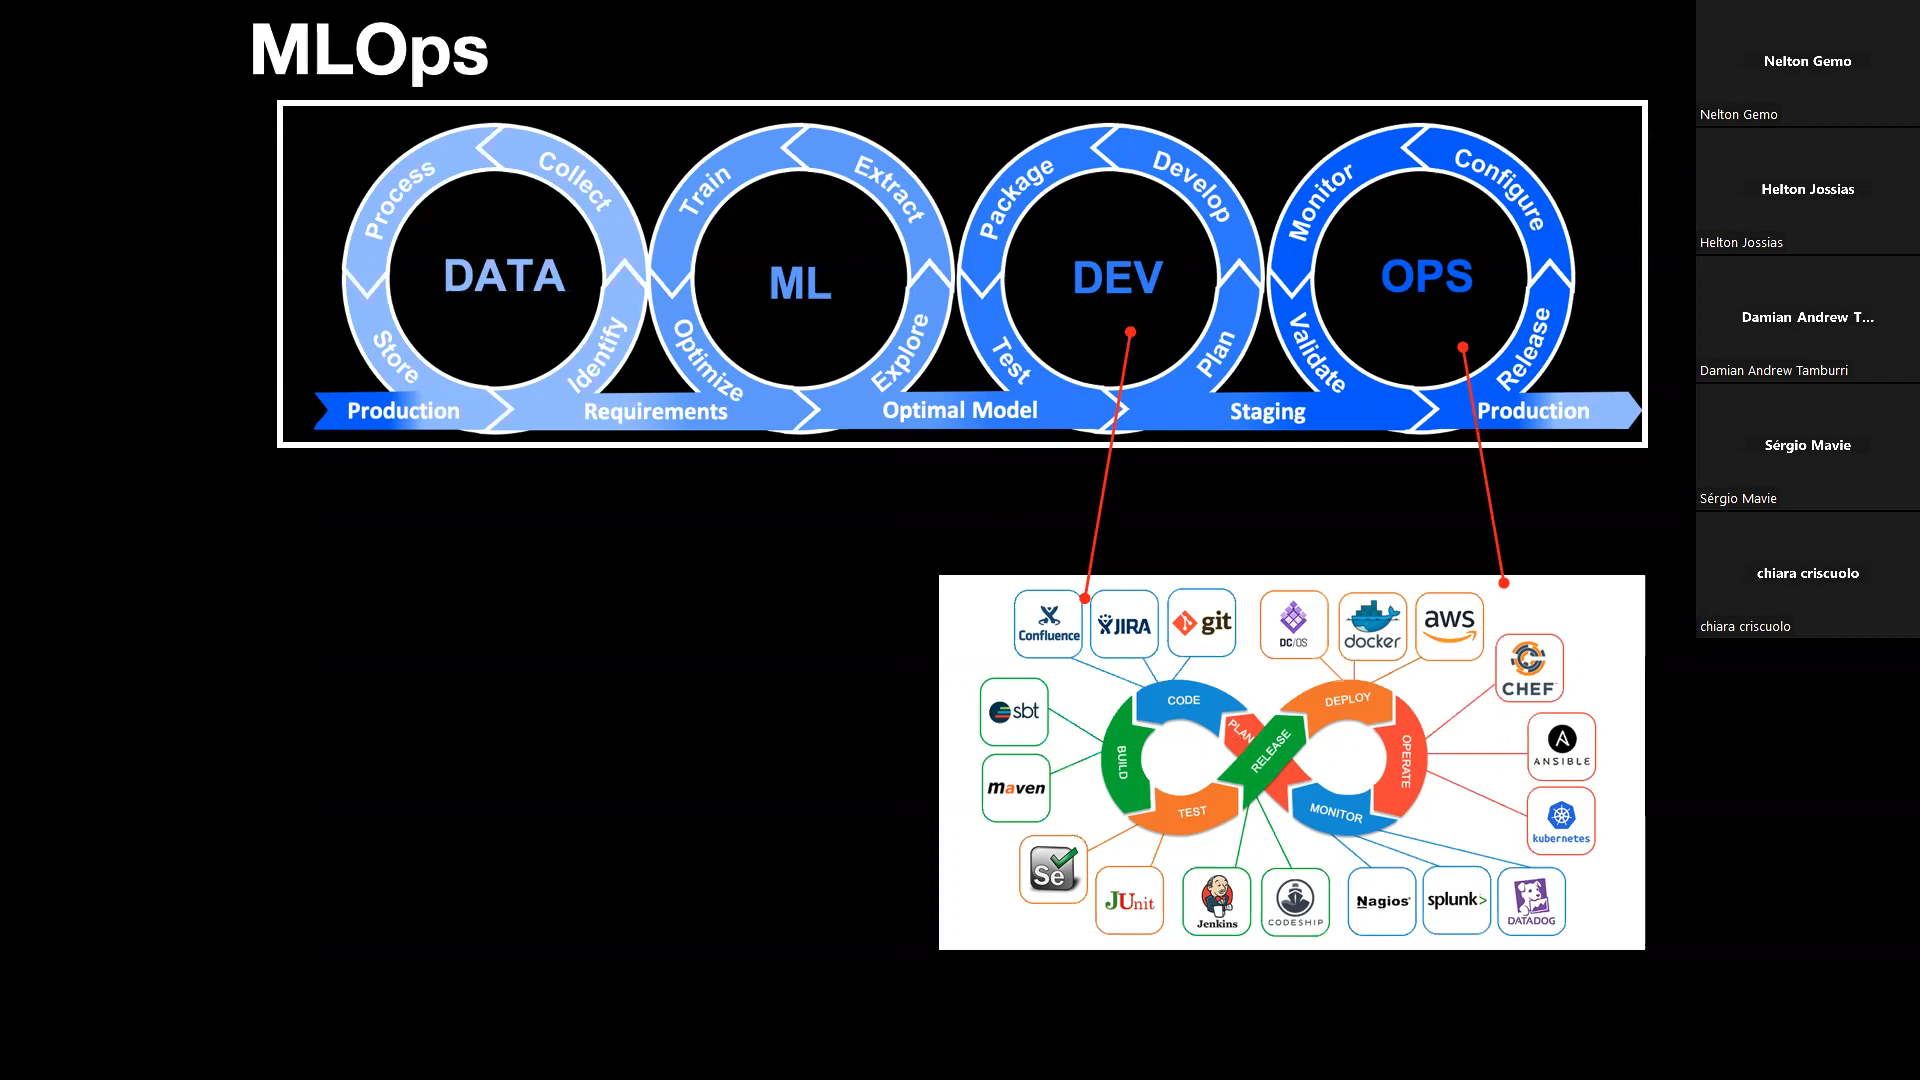 MLOps
Process
Collect
Train
Extract
Package
Develop
Monitor
Configure
DATA
ML
DEV
OPS
Store
Identify
Optimize
Explore
Test
Plan
Validate
Release
Production
Requirements
Optimal Model
Staging
Production
Confluence
JIRA
git
DC/OS
docker
aws
CHEF
sbt
CODE
PLAN
RELEASE
DEPLOY
OPERATE
BUILD
TEST
MONITOR
ANSIBLE
maven
kubernetes
Se
JUnit
Jenkins
CODESHIP
Nagios
splunk>
DATADOG
Nelton Gemo
Nelton Gemo
Helton Jossias
Helton Jossias
Damian Andrew T...
Damian Andrew Tamburri
Sérgio Mavie
Sérgio Mavie
chiara criscuolo
chiara criscuolo